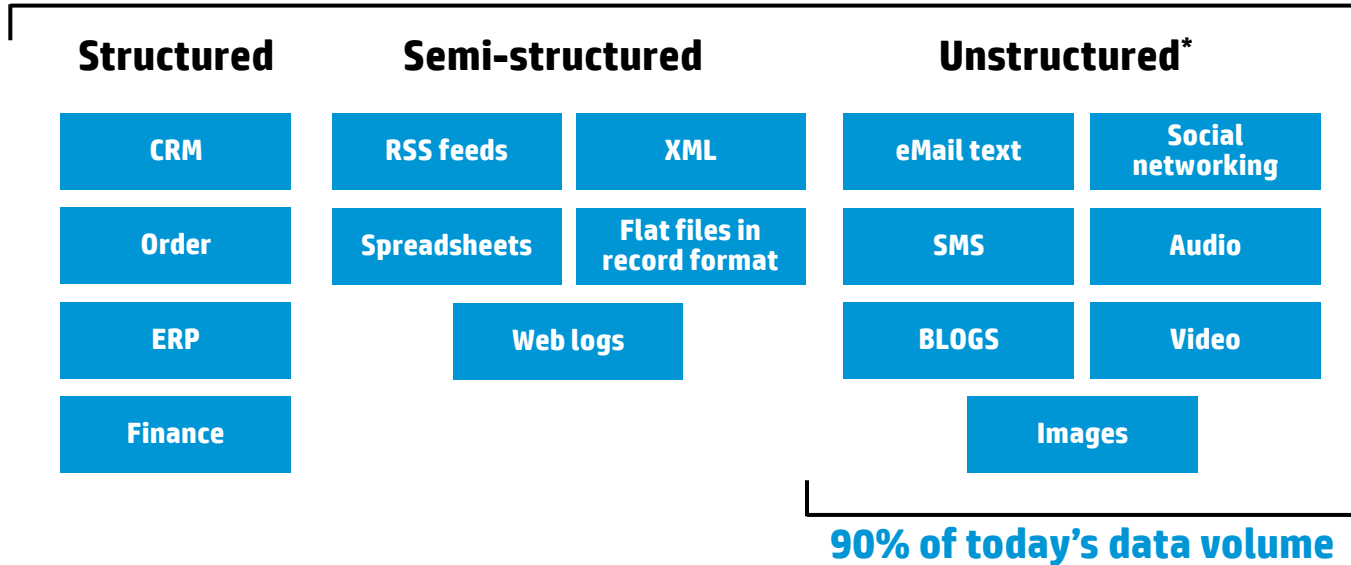 Structured
Semi-structured
Unstructured*
CRM
RSS feeds
XML
eMail text
Social
networking
Order
Spreadsheets
Flat files in
record format
SMS
Audio
ERP
Web logs
BLOGS
Video
Finance
Images
90% of today’s data volume